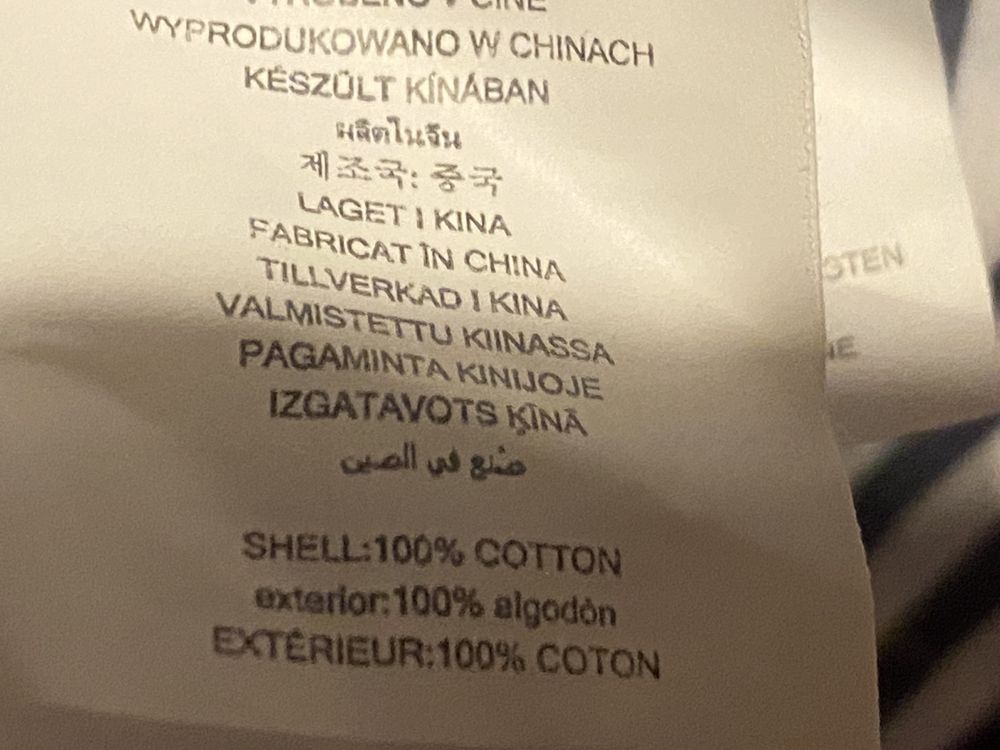 WYPRODUKOWANO W CHINACH
KÉSZÜLT KÍNÁBAN
ผลิตในจีน
제조국: 중국
LAGET I KINA
FABRICAT ÎN CHINA
TILLVERKAD I KINA
VALMISTETTU KIINASSA
PAGAMINTA KINIJOJE
IZGATAVOTS ĶĪNĀ
صنع في الصين
SHELL:100% COTTON
exterior:100% algodón
EXTÉRIEUR:100% COTON